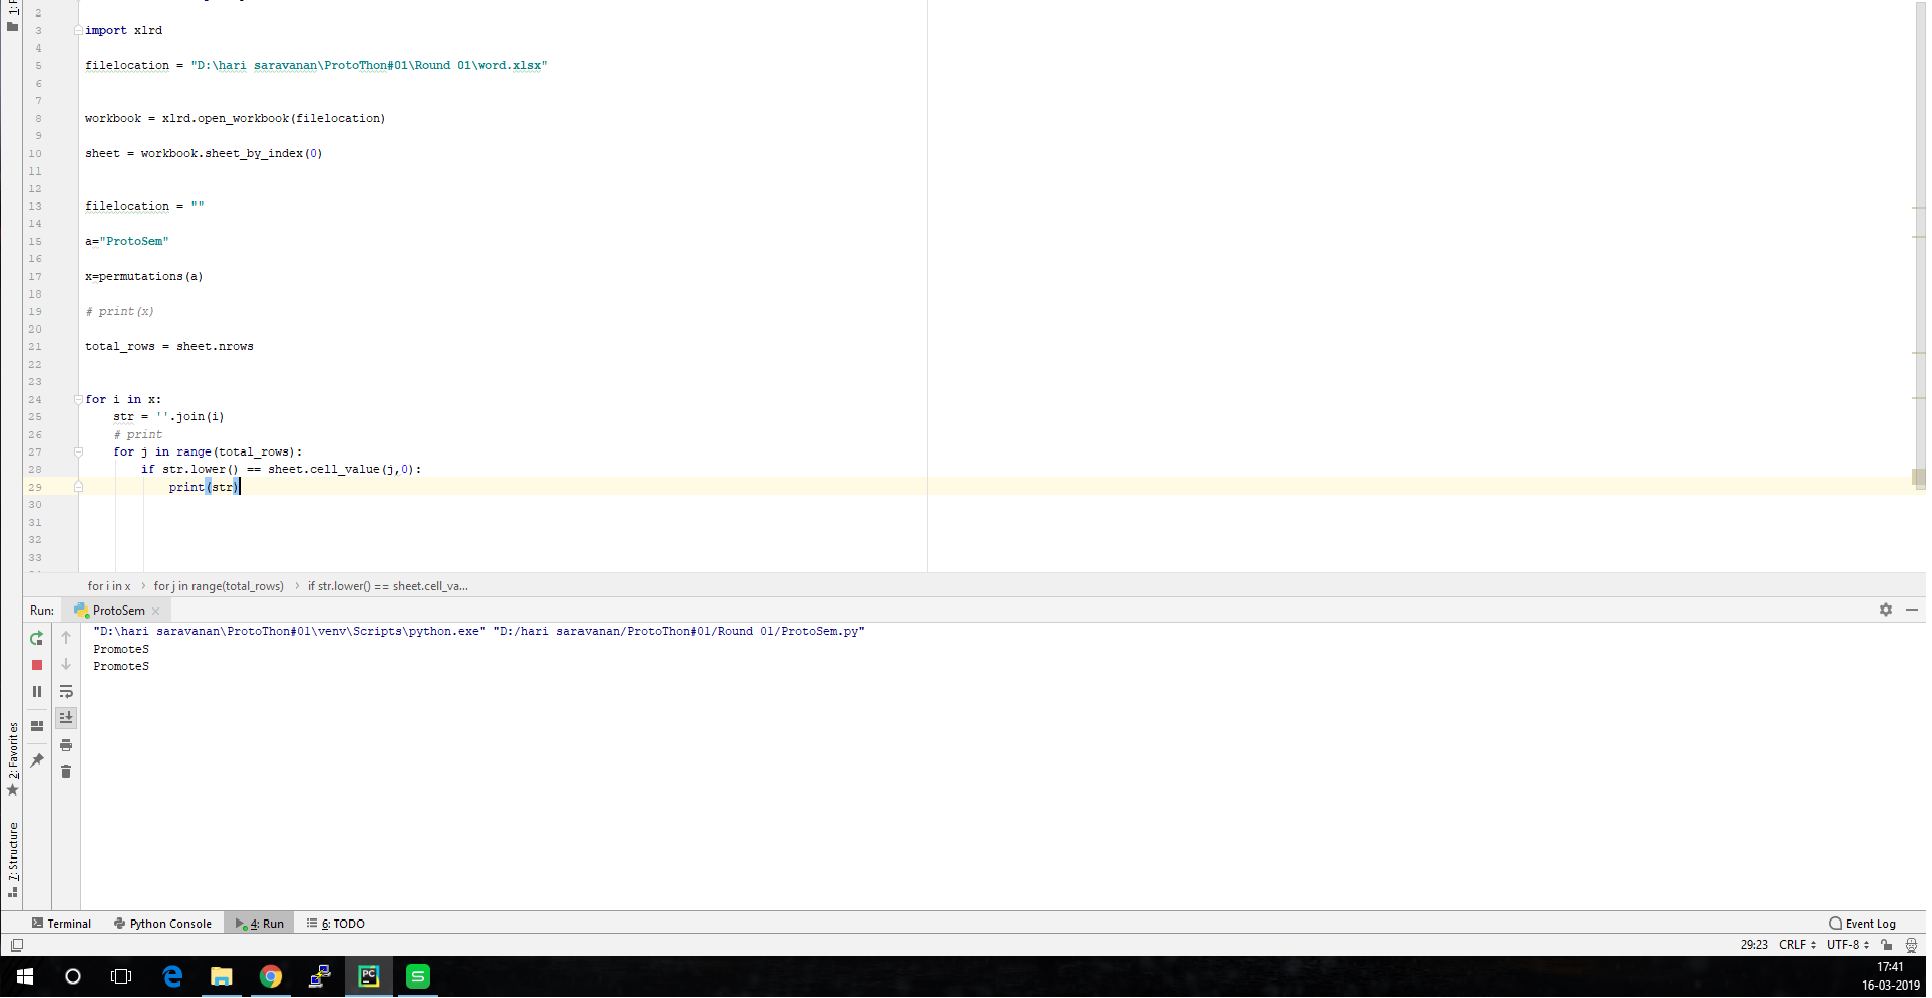 2
3 import xlrd
4
5 filelocation = "D:\hari saravanan\ProtoThon#01\Round 01\word.xlsx"
6
7
8 workbook = xlrd.open_workbook(filelocation)
9
10 sheet = workbook.sheet_by_index(0)
11
12
13 filelocation = ""
14
15 a="ProtoSem"
16
17 x=permutations(a)
18
19 # print(x)
20
21 total_rows = sheet.nrows
22
23
24 for i in x:
25 str = ''.join(i)
26 # print
27 for j in range(total_rows):
28 if str.lower() == sheet.cell_value(j,0):
29 print(str)
30
31
32
33
for i in x › for j in range(total_rows) › if str.lower() == sheet.cell_va...
Run: ProtoSem
"D:\hari saravanan\ProtoThon#01\venv\Scripts\python.exe" "D:/hari saravanan/ProtoThon#01/Round 01/ProtoSem.py"
PromoteS
PromoteS
2: Favorites
7: Structure
Terminal Python Console 4: Run 6: TODO Event Log
29:23 CRLF UTF-8
17:41
16-03-2019